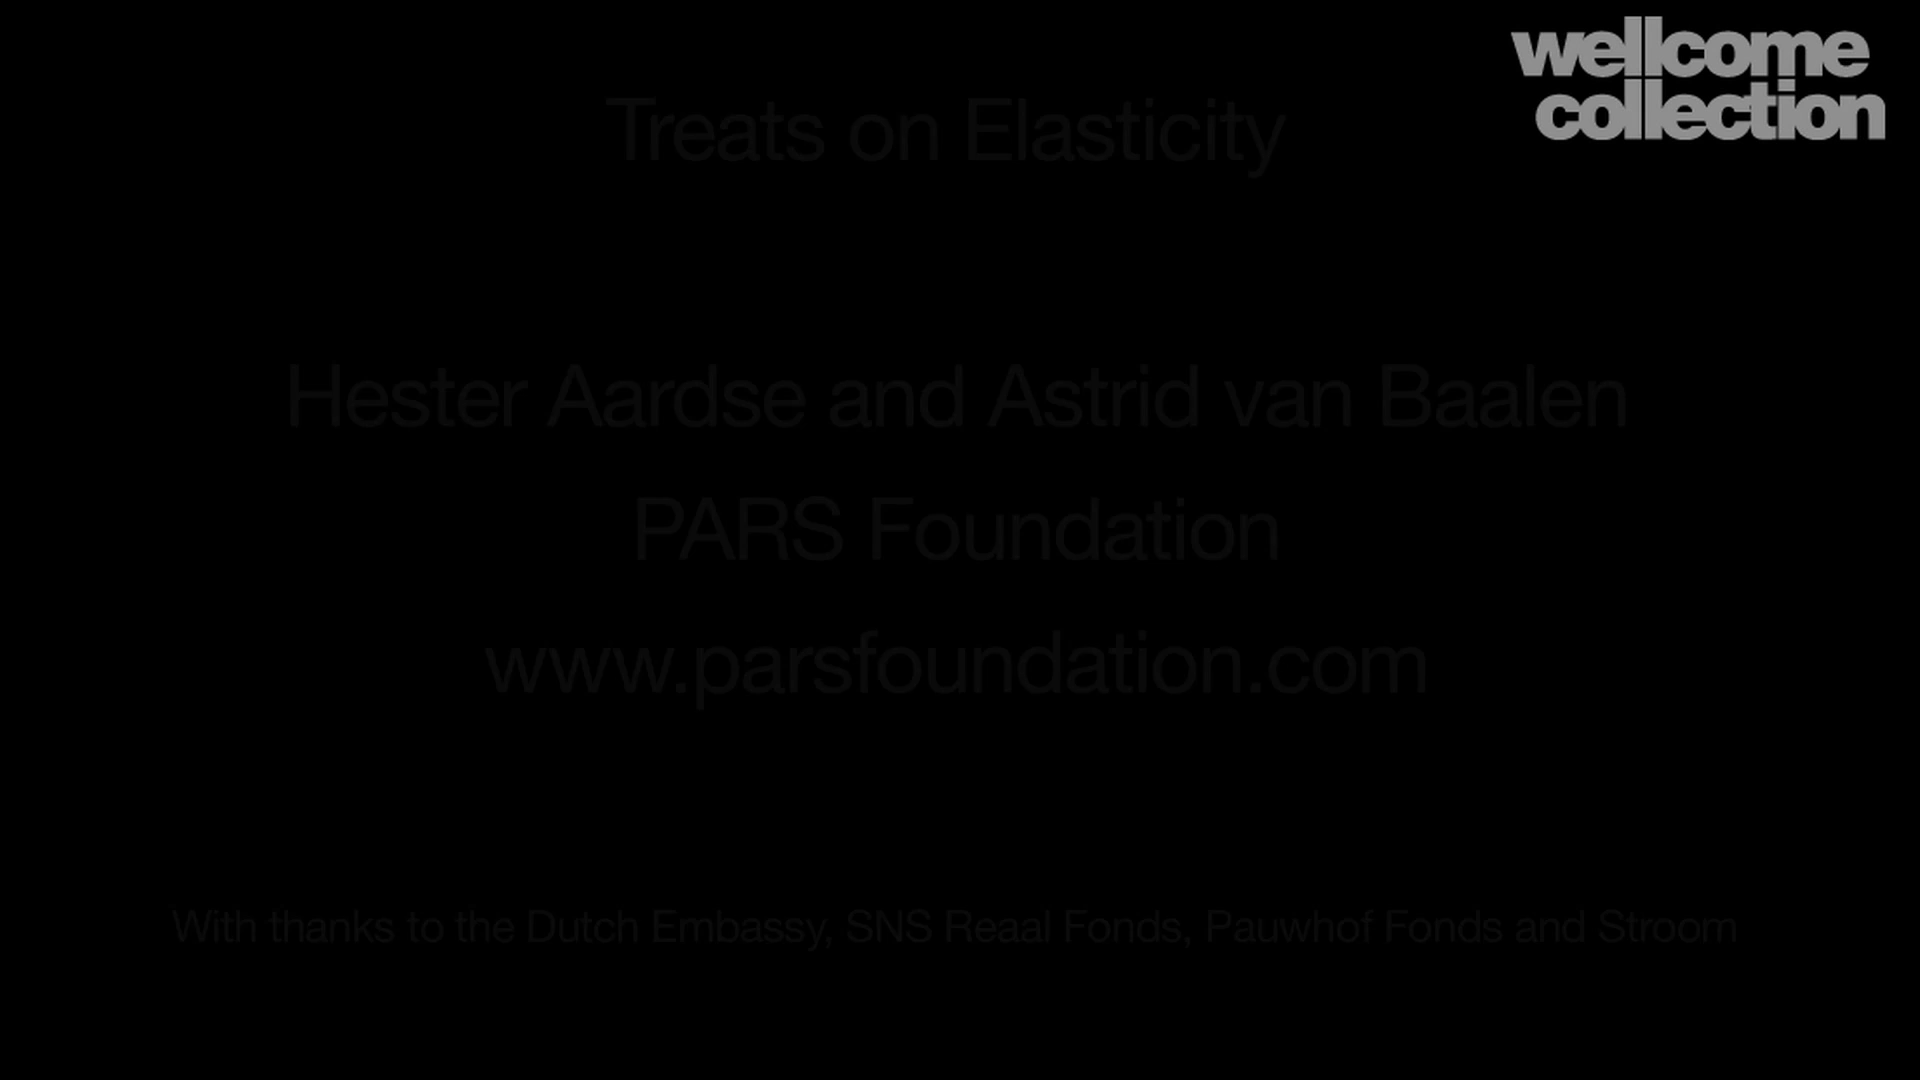 wellcome
collection
Treats on Elasticity
Hester Aardse and Astrid van Baalen
PARS Foundation
www.parsfoundation.com
With thanks to the Dutch Embassy, SNS Reaal Fonds, Pauwhof Fonds and Stroom